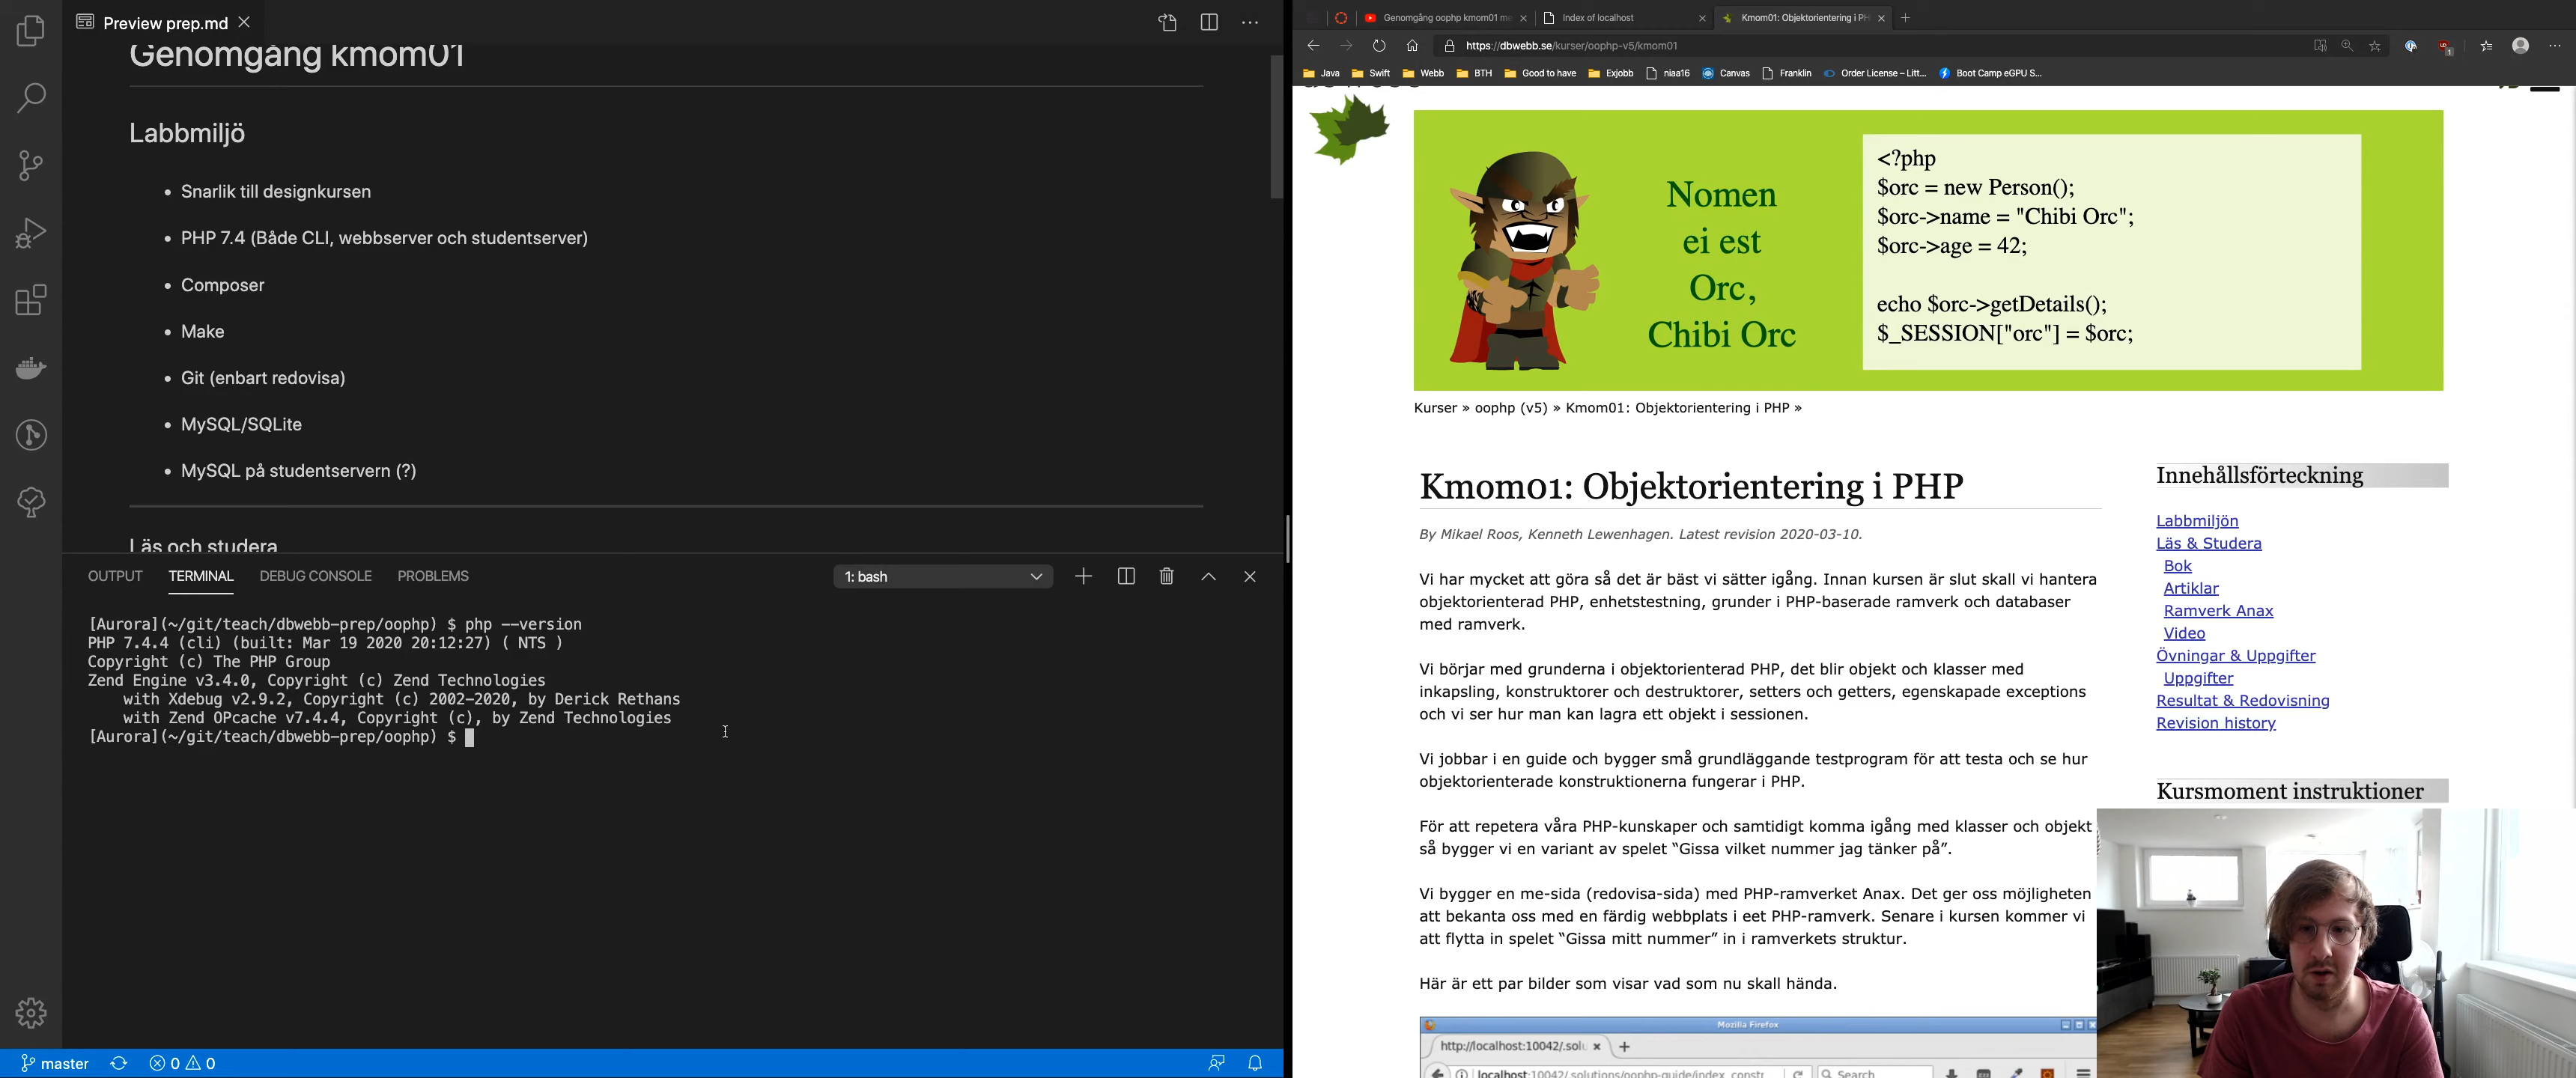 Preview prep.md
Genomgång kmom01
Labbmiljö
Snarlik till designkursen
PHP 7.4 (Både CLI, webbserver och studentserver)
Composer
Make
Git (enbart redovisa)
MySQL/SQLite
MySQL på studentservern (?)
Läs och studera
OUTPUT TERMINAL DEBUG CONSOLE PROBLEMS
1: bash
[Aurora](~/git/teach/dbwebb-prep/oophp) $ php --version
PHP 7.4.4 (cli) (built: Mar 19 2020 20:12:27) ( NTS )
Copyright (c) The PHP Group
Zend Engine v3.4.0, Copyright (c) Zend Technologies
with Xdebug v2.9.2, Copyright (c) 2002-2020, by Derick Rethans
with Zend OPcache v7.4.4, Copyright (c), by Zend Technologies
[Aurora](~/git/teach/dbwebb-prep/oophp) $
master 0 0
Genomgång oophp kmom01 me
Index of localhost
Kmom01: Objektorientering i PH
https://dbwebb.se/kurser/oophp-v5/kmom01
Java Swift Webb BTH Good to have Exjobb niaa16 Canvas Franklin Order License – Litt... Boot Camp eGPU S...
Nomen
ei est
Orc,
Chibi Orc
<?php
$orc = new Person();
$orc->name = "Chibi Orc";
$orc->age = 42;
echo $orc->getDetails();
$_SESSION["orc"] = $orc;
Kurser » oophp (v5) » Kmom01: Objektorientering i PHP »
Kmom01: Objektorientering i PHP
By Mikael Roos, Kenneth Lewenhagen. Latest revision 2020-03-10.
Vi har mycket att göra så det är bäst vi sätter igång. Innan kursen är slut skall vi hantera
objektorienterad PHP, enhetstestning, grunder i PHP-baserade ramverk och databaser
med ramverk.
Vi börjar med grunderna i objektorienterad PHP, det blir objekt och klasser med
inkapsling, konstruktorer och destruktorer, setters och getters, egenskapade exceptions
och vi ser hur man kan lagra ett objekt i sessionen.
Vi jobbar i en guide och bygger små grundläggande testprogram för att testa och se hur
objektorienterade konstruktionerna fungerar i PHP.
För att repetera våra PHP-kunskaper och samtidigt komma igång med klasser och objekt
så bygger vi en variant av spelet “Gissa vilket nummer jag tänker på”.
Vi bygger en me-sida (redovisa-sida) med PHP-ramverket Anax. Det ger oss möjligheten
att bekanta oss med en färdig webbplats i eet PHP-ramverk. Senare i kursen kommer vi
att flytta in spelet “Gissa mitt nummer” in i ramverkets struktur.
Här är ett par bilder som visar vad som nu skall hända.
Mozilla Firefox
http://localhost:10042/.solu
localhost:10042/.solutions/oophp-guide/index_constr
Search
Innehållsförteckning
Labbmiljön
Läs & Studera
Bok
Artiklar
Ramverk Anax
Video
Övningar & Uppgifter
Uppgifter
Resultat & Redovisning
Revision history
Kursmoment instruktioner